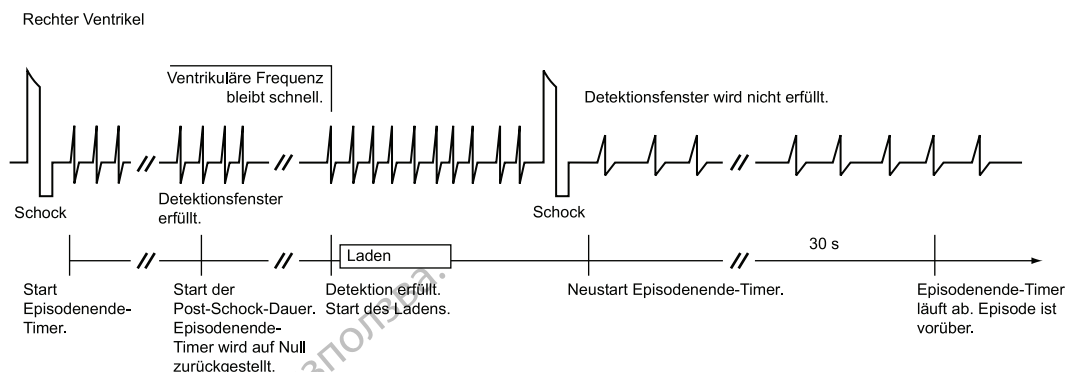 Rechter Ventrikel
Ventrikuläre Frequenz
bleibt schnell.
Detektionsfenster wird nicht erfüllt.
Schock
Detektionsfenster
erfüllt.
Schock
Laden
30 s
Start
Episodenende-
Timer.
Start der
Post-Schock-Dauer.
Episodenende-
Timer wird auf Null
zurückgestellt.
Detektion erfüllt.
Start des Ladens.
Neustart Episodenende-Timer.
Episodenende-Timer
läuft ab. Episode ist
vorüber.